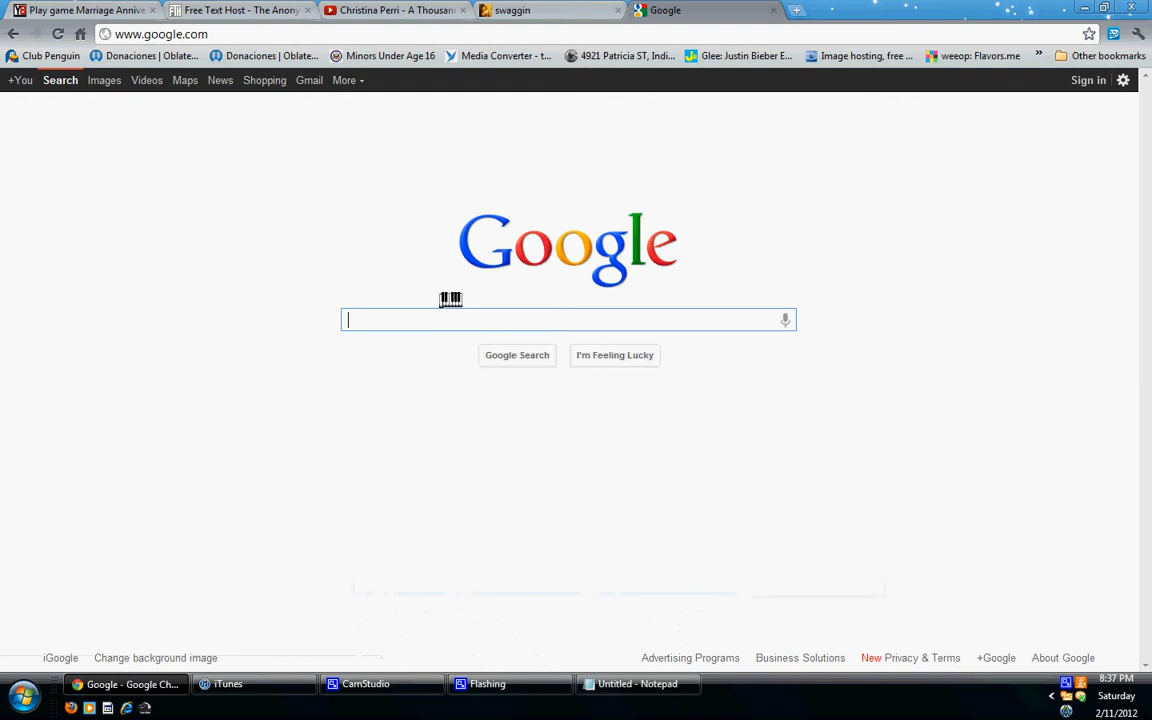 Play game Marriage Annive
Free Text Host - The Anony
Christina Perri - A Thousan
swaggin
Google
www.google.com
Club Penguin
Donaciones | Oblate...
Donaciones | Oblate...
Minors Under Age 16
Media Converter - t...
4921 Patricia ST, Indi...
Glee: Justin Bieber E...
Image hosting, free ...
weeop: Flavors.me
»
Other bookmarks
+You Search Images Videos Maps News Shopping Gmail More
Sign in
Google
Google Search
I'm Feeling Lucky
iGoogle
Change background image
Advertising Programs
Business Solutions
New Privacy & Terms
+Google
About Google
Google - Google Ch...
iTunes
CamStudio
Flashing
Untitled - Notepad
8:37 PM
Saturday
2/11/2012